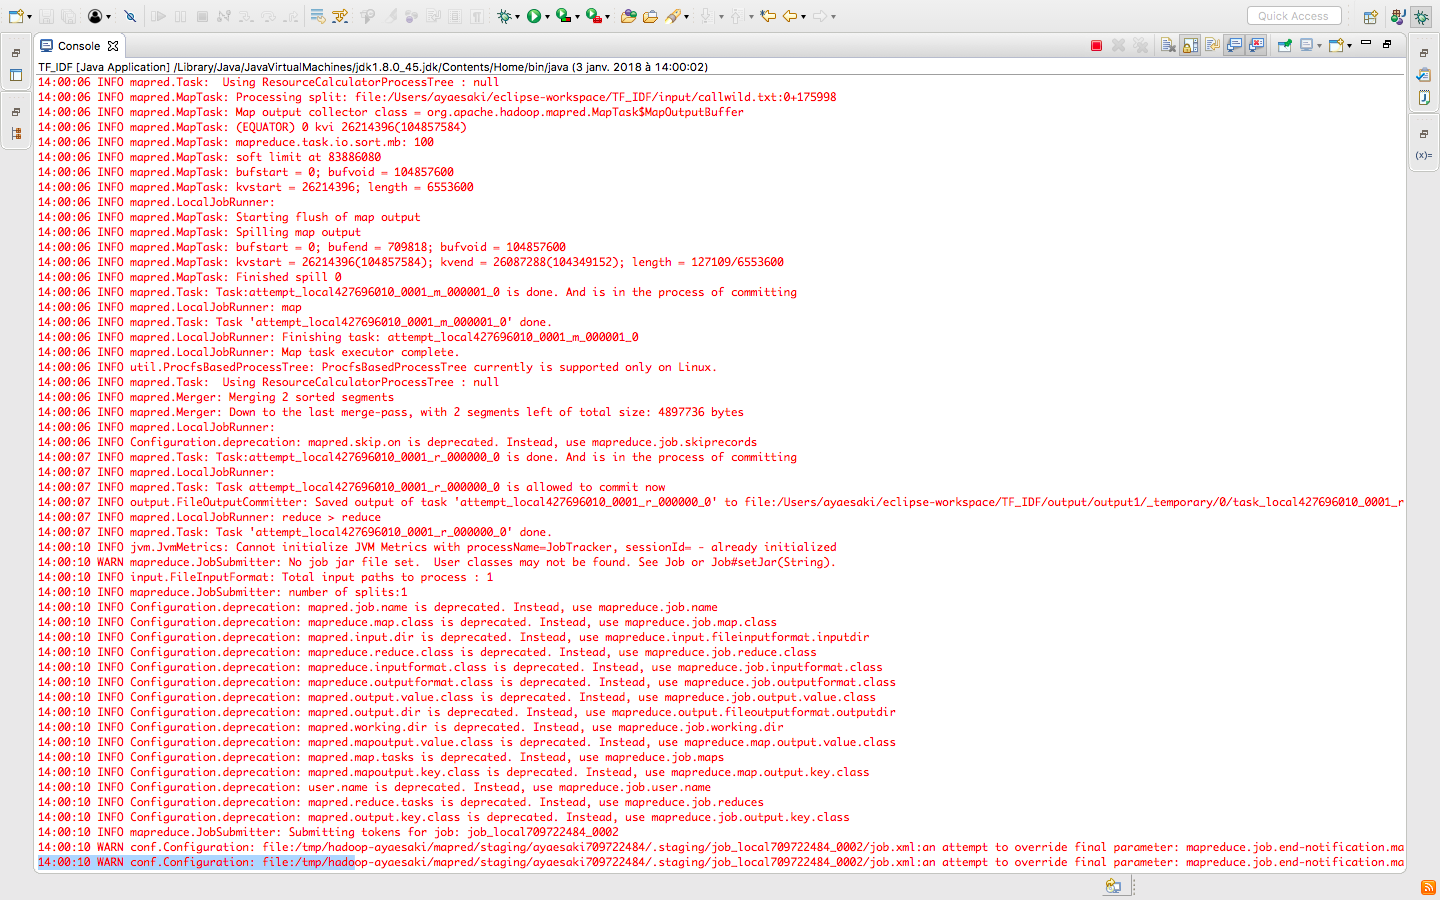 Quick Access
Console
TF_IDF [Java Application] /Library/Java/JavaVirtualMachines/jdk1.8.0_45.jdk/Contents/Home/bin/java (3 janv. 2018 à 14:00:02)
14:00:06 INFO mapred.Task:  Using ResourceCalculatorProcessTree : null
14:00:06 INFO mapred.MapTask: Processing split: file:/Users/ayaesaki/eclipse-workspace/TF_IDF/input/callwild.txt:0+175998
14:00:06 INFO mapred.MapTask: Map output collector class = org.apache.hadoop.mapred.MapTask$MapOutputBuffer
14:00:06 INFO mapred.MapTask: (EQUATOR) 0 kvi 26214396(104857584)
14:00:06 INFO mapred.MapTask: mapreduce.task.io.sort.mb: 100
14:00:06 INFO mapred.MapTask: soft limit at 83886080
14:00:06 INFO mapred.MapTask: bufstart = 0; bufvoid = 104857600
14:00:06 INFO mapred.MapTask: kvstart = 26214396; length = 6553600
14:00:06 INFO mapred.LocalJobRunner:
14:00:06 INFO mapred.MapTask: Starting flush of map output
14:00:06 INFO mapred.MapTask: Spilling map output
14:00:06 INFO mapred.MapTask: bufstart = 0; bufend = 709818; bufvoid = 104857600
14:00:06 INFO mapred.MapTask: kvstart = 26214396(104857584); kvend = 26087288(104349152); length = 127109/6553600
14:00:06 INFO mapred.MapTask: Finished spill 0
14:00:06 INFO mapred.Task: Task:attempt_local427696010_0001_m_000001_0 is done. And is in the process of committing
14:00:06 INFO mapred.LocalJobRunner: map
14:00:06 INFO mapred.Task: Task 'attempt_local427696010_0001_m_000001_0' done.
14:00:06 INFO mapred.LocalJobRunner: Finishing task: attempt_local427696010_0001_m_000001_0
14:00:06 INFO mapred.LocalJobRunner: Map task executor complete.
14:00:06 INFO util.ProcfsBasedProcessTree: ProcfsBasedProcessTree currently is supported only on Linux.
14:00:06 INFO mapred.Task:  Using ResourceCalculatorProcessTree : null
14:00:06 INFO mapred.Merger: Merging 2 sorted segments
14:00:06 INFO mapred.Merger: Down to the last merge-pass, with 2 segments left of total size: 4897736 bytes
14:00:06 INFO mapred.LocalJobRunner:
14:00:06 INFO Configuration.deprecation: mapred.skip.on is deprecated. Instead, use mapreduce.job.skiprecords
14:00:07 INFO mapred.Task: Task:attempt_local427696010_0001_r_000000_0 is done. And is in the process of committing
14:00:07 INFO mapred.LocalJobRunner:
14:00:07 INFO mapred.Task: Task attempt_local427696010_0001_r_000000_0 is allowed to commit now
14:00:07 INFO output.FileOutputCommitter: Saved output of task 'attempt_local427696010_0001_r_000000_0' to file:/Users/ayaesaki/eclipse-workspace/TF_IDF/output/output1/_temporary/0/task_local427696010_0001_r
14:00:07 INFO mapred.LocalJobRunner: reduce > reduce
14:00:07 INFO mapred.Task: Task 'attempt_local427696010_0001_r_000000_0' done.
14:00:10 INFO jvm.JvmMetrics: Cannot initialize JVM Metrics with processName=JobTracker, sessionId= - already initialized
14:00:10 WARN mapreduce.JobSubmitter: No job jar file set.  User classes may not be found. See Job or Job#setJar(String).
14:00:10 INFO input.FileInputFormat: Total input paths to process : 1
14:00:10 INFO mapreduce.JobSubmitter: number of splits:1
14:00:10 INFO Configuration.deprecation: mapred.job.name is deprecated. Instead, use mapreduce.job.name
14:00:10 INFO Configuration.deprecation: mapreduce.map.class is deprecated. Instead, use mapreduce.job.map.class
14:00:10 INFO Configuration.deprecation: mapred.input.dir is deprecated. Instead, use mapreduce.input.fileinputformat.inputdir
14:00:10 INFO Configuration.deprecation: mapreduce.reduce.class is deprecated. Instead, use mapreduce.job.reduce.class
14:00:10 INFO Configuration.deprecation: mapreduce.inputformat.class is deprecated. Instead, use mapreduce.job.inputformat.class
14:00:10 INFO Configuration.deprecation: mapreduce.outputformat.class is deprecated. Instead, use mapreduce.job.outputformat.class
14:00:10 INFO Configuration.deprecation: mapred.output.value.class is deprecated. Instead, use mapreduce.job.output.value.class
14:00:10 INFO Configuration.deprecation: mapred.output.dir is deprecated. Instead, use mapreduce.output.fileoutputformat.outputdir
14:00:10 INFO Configuration.deprecation: mapred.working.dir is deprecated. Instead, use mapreduce.job.working.dir
14:00:10 INFO Configuration.deprecation: mapred.mapoutput.value.class is deprecated. Instead, use mapreduce.map.output.value.class
14:00:10 INFO Configuration.deprecation: mapred.map.tasks is deprecated. Instead, use mapreduce.job.maps
14:00:10 INFO Configuration.deprecation: mapred.mapoutput.key.class is deprecated. Instead, use mapreduce.map.output.key.class
14:00:10 INFO Configuration.deprecation: user.name is deprecated. Instead, use mapreduce.job.user.name
14:00:10 INFO Configuration.deprecation: mapred.reduce.tasks is deprecated. Instead, use mapreduce.job.reduces
14:00:10 INFO Configuration.deprecation: mapred.output.key.class is deprecated. Instead, use mapreduce.job.output.key.class
14:00:10 INFO mapreduce.JobSubmitter: Submitting tokens for job: job_local709722484_0002
14:00:10 WARN conf.Configuration: file:/tmp/hadoop-ayaesaki/mapred/staging/ayaesaki709722484/.staging/job_local709722484_0002/job.xml:an attempt to override final parameter: mapreduce.job.end-notification.ma
14:00:10 WARN conf.Configuration: file:/tmp/hadoop-ayaesaki/mapred/staging/ayaesaki709722484/.staging/job_local709722484_0002/job.xml:an attempt to override final parameter: mapreduce.job.end-notification.ma
(x)=